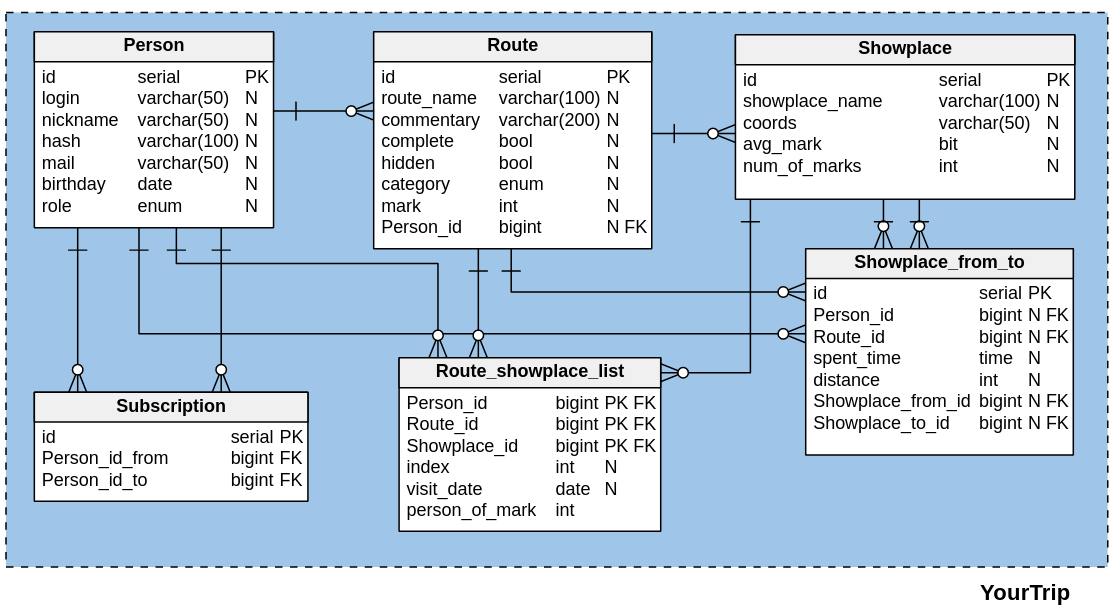 Person
id serial PK
login varchar(50) N
nickname varchar(50) N
hash varchar(100) N
mail varchar(50) N
birthday date N
role enum N
Route
id serial PK
route_name varchar(100) N
commentary varchar(200) N
complete bool N
hidden bool N
category enum N
mark int N
Person_id bigint N FK
Showplace
id serial PK
showplace_name varchar(100) N
coords varchar(50) N
avg_mark bit N
num_of_marks int N
Showplace_from_to
id serial PK
Person_id bigint N FK
Route_id bigint N FK
spent_time time N
distance int N
Showplace_from_id bigint N FK
Showplace_to_id bigint N FK
Subscription
id serial PK
Person_id_from bigint FK
Person_id_to bigint FK
Route_showplace_list
Person_id bigint PK FK
Route_id bigint PK FK
Showplace_id bigint PK FK
index int N
visit_date date N
person_of_mark int
YourTrip